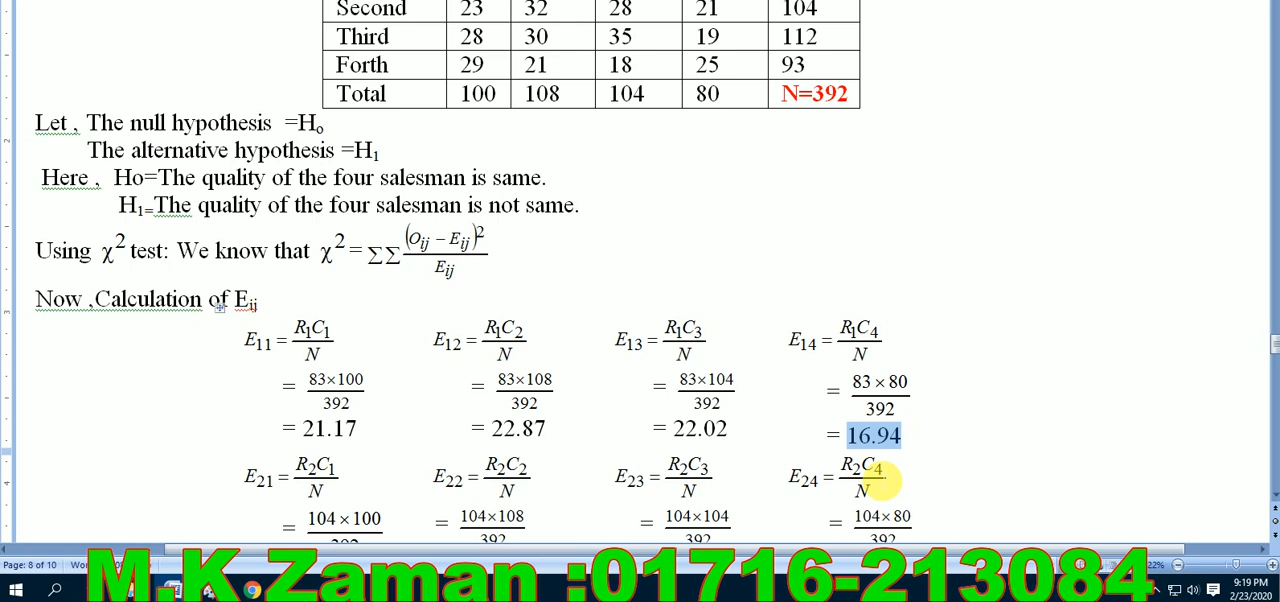 Second 23 32 28 21 104
Third 28 30 35 19 112
Forth 29 21 18 25 93
Total 100 108 104 80 N=392
Let , The null hypothesis =Ho
The alternative hypothesis =H1
Here , Ho=The quality of the four salesman is same.
H1=The quality of the four salesman is not same.
Using χ2 test: We know that χ2 = ΣΣ (Oij − Eij)2 / Eij
Now ,Calculation of Eij
E11 = R1C1 / N E12 = R1C2 / N E13 = R1C3 / N E14 = R1C4 / N
= 83×100 / 392 = 83×108 / 392 = 83×104 / 392 = 83×80 / 392
= 21.17 = 22.87 = 22.02 = 16.94
E21 = R2C1 / N E22 = R2C2 / N E23 = R2C3 / N E24 = R2C4 / N
= 104×100 / 392 = 104×108 / 392 = 104×104 / 392 = 104×80 / 392
Page: 8 of 10
M.K Zaman :01716-213084
9:19 PM
2/23/2020